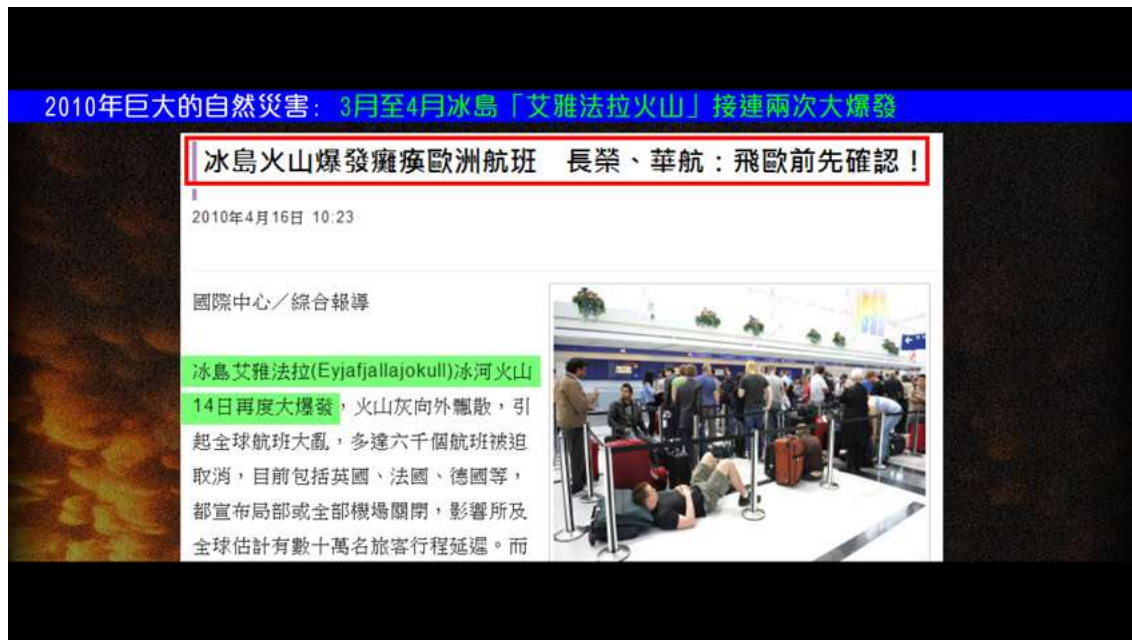 2010年巨大的自然災害: 3月至4月冰島「艾雅法拉火山」接連兩次大爆發
冰島火山爆發癱瘓歐洲航班 長榮、華航：飛歐前先確認！
2010年4月16日 10:23
國際中心／綜合報導
冰島艾雅法拉(Eyjafjallajokull)冰河火山
14日再度大爆發，火山灰向外飄散，引
起全球航班大亂，多達六千個航班被迫
取消，目前包括英國、法國、德國等，
都宣布局部或全部機場關閉，影響所及
全球估計有數十萬名旅客行程延遲。而